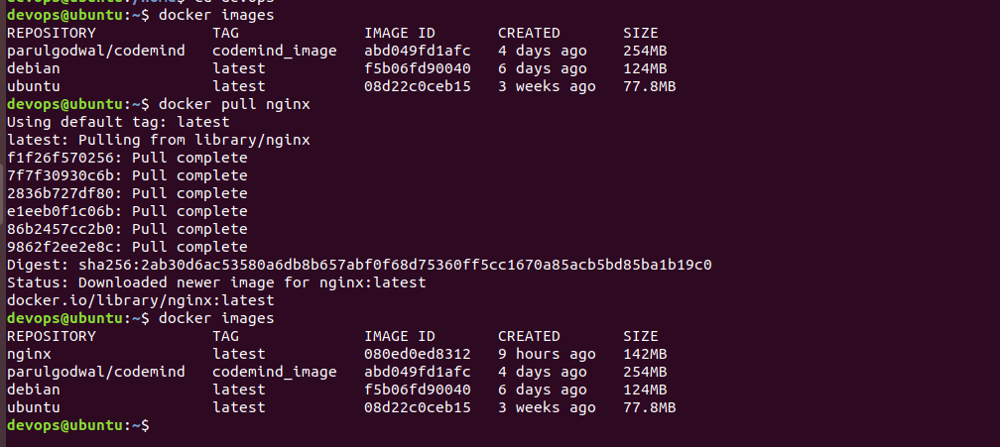 devops@ubuntu:~$ docker images
REPOSITORY TAG IMAGE ID CREATED SIZE
parulgodwal/codemind codemind_image abd049fd1afc 4 days ago 254MB
debian latest f5b06fd90040 6 days ago 124MB
ubuntu latest 08d22c0ceb15 3 weeks ago 77.8MB
devops@ubuntu:~$ docker pull nginx
Using default tag: latest
latest: Pulling from library/nginx
f1f26f570256: Pull complete
7f7f30930c6b: Pull complete
2836b727df80: Pull complete
e1eeb0f1c06b: Pull complete
86b2457cc2b0: Pull complete
9862f2ee2e8c: Pull complete
Digest: sha256:2ab30d6ac53580a6db8b657abf0f68d75360ff5cc1670a85acb5bd85ba1b19c0
Status: Downloaded newer image for nginx:latest
docker.io/library/nginx:latest
devops@ubuntu:~$ docker images
REPOSITORY TAG IMAGE ID CREATED SIZE
nginx latest 080ed0ed8312 9 hours ago 142MB
parulgodwal/codemind codemind_image abd049fd1afc 4 days ago 254MB
debian latest f5b06fd90040 6 days ago 124MB
ubuntu latest 08d22c0ceb15 3 weeks ago 77.8MB
devops@ubuntu:~$